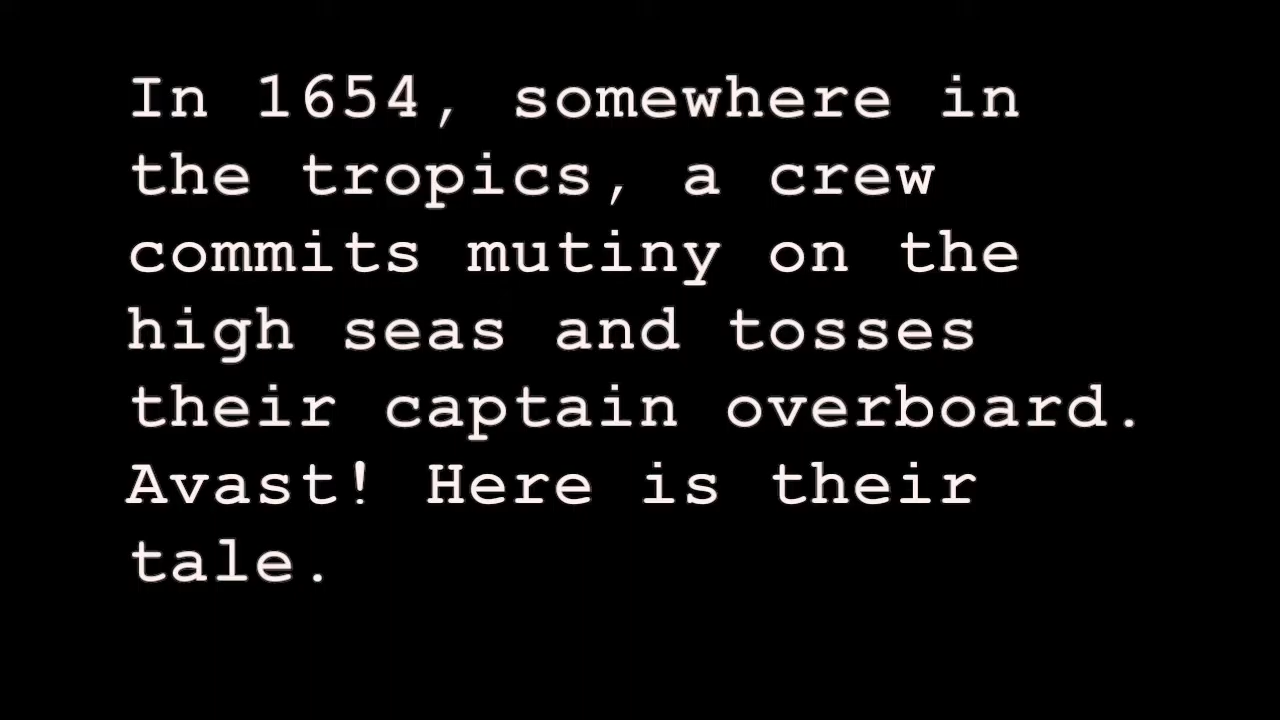 In 1654, somewhere in
the tropics, a crew
commits mutiny on the
high seas and tosses
their captain overboard.
Avast! Here is their
tale.